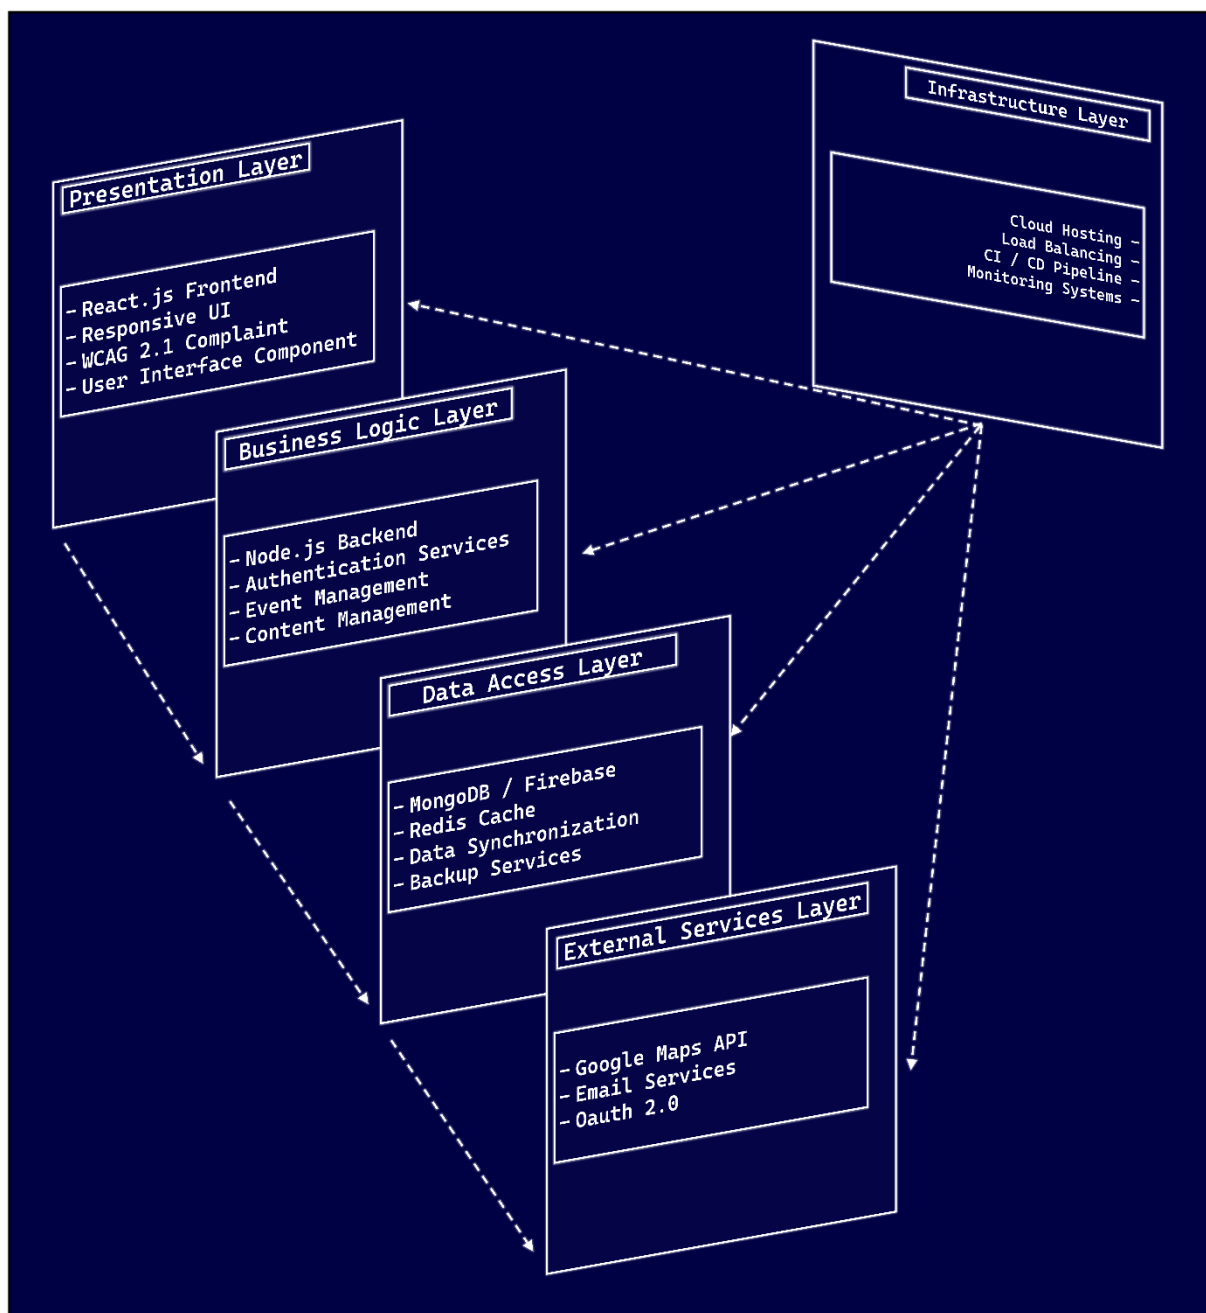 Infrastructure Layer
Cloud Hosting -
Load Balancing -
CI / CD Pipeline -
Monitoring Systems -
Presentation Layer
- React.js Frontend
- Responsive UI
- WCAG 2.1 Complaint
- User Interface Component
Business Logic Layer
- Node.js Backend
- Authentication Services
- Event Management
- Content Management
Data Access Layer
- MongoDB / Firebase
- Redis Cache
- Data Synchronization
- Backup Services
External Services Layer
- Google Maps API
- Email Services
- Oauth 2.0